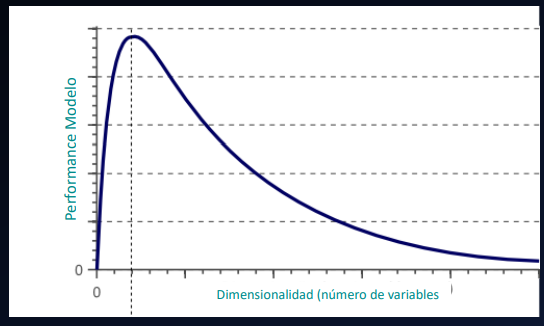 Performance Modelo
0
0
Dimensionalidad (número de variables )